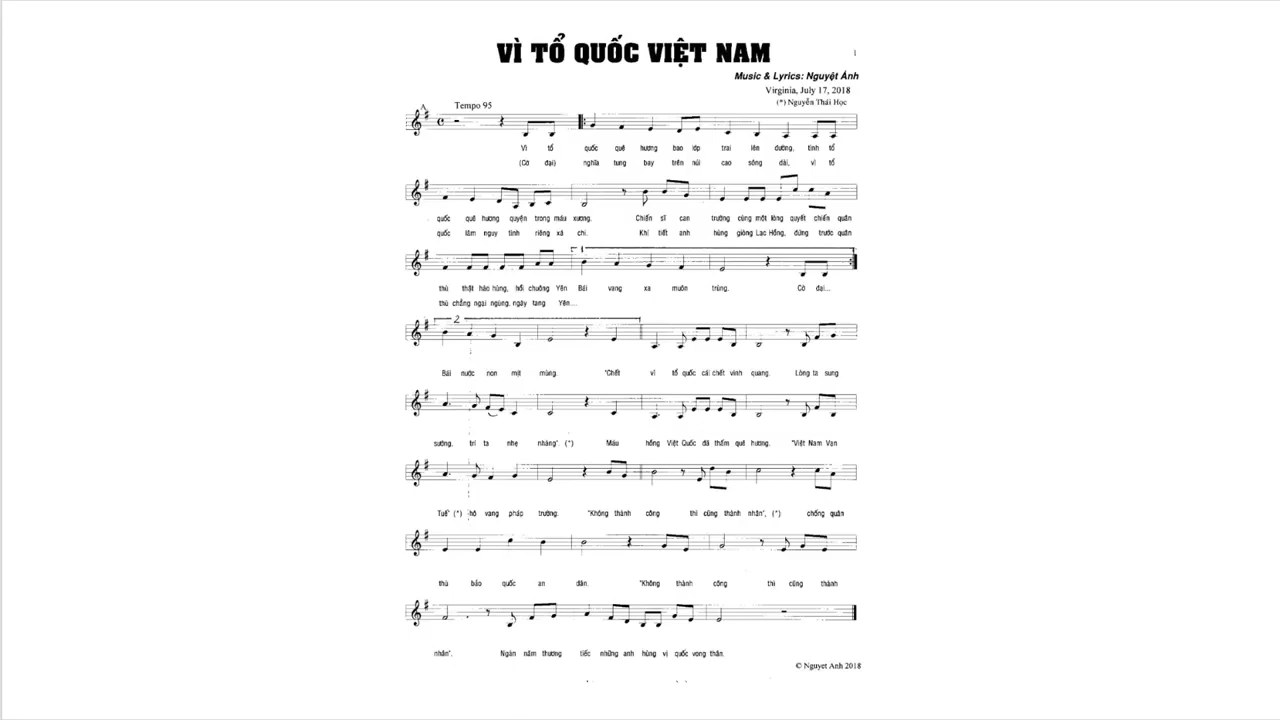 VÌ TỔ QUỐC VIỆT NAM
1
Music & Lyrics: Nguyệt Ánh
Virginia, July 17, 2018
(*) Nguyễn Thái Học
A
Tempo 95
Vì tổ quốc quê hương bao lớp trai lên đường, tình tổ
(Cờ đại) nghĩa tung bay trên núi cao sông dài, vì tổ
quốc quê hương quyện trong máu xương. Chiến sĩ can trường cùng một lòng quyết chiến quân
quốc lâm nguy tình riêng xá chi. Khí tiết anh hùng giòng Lạc Hồng, đứng trước quân
1
thù thật hào hùng, hồi chuông Yên Bái vang xa muôn trùng. Cờ đại...
thù chẳng ngại ngùng, ngày tang Yên...
2
Bái nước non mịt mùng. "Chết vì tổ quốc cái chết vinh quang. Lòng ta sung
sướng, trí ta nhẹ nhàng". (*) Máu hồng Việt Quốc đã thấm quê hương. "Việt Nam Vạn
Tuế" (*) hô vang pháp trường. "Không thành công thì cũng thành nhân", (*) chống quân
thù bảo quốc an dân. "Không thành công thì cũng thành
nhân". Ngàn năm thương tiếc những anh hùng vị quốc vong thân.
© Nguyet Anh 2018